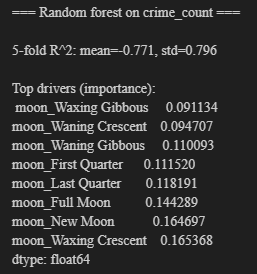 === Random forest on crime_count ===
5-fold R^2: mean=-0.771, std=0.796
Top drivers (importance):
moon_Waxing Gibbous 0.091134
moon_Waning Crescent 0.094707
moon_Waning Gibbous 0.110093
moon_First Quarter 0.111520
moon_Last Quarter 0.118191
moon_Full Moon 0.144289
moon_New Moon 0.164697
moon_Waxing Crescent 0.165368
dtype: float64